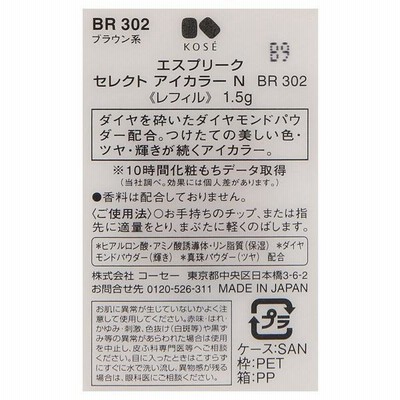 BR 302
ブラウン系
KOSÉ
B9
エスプリーク
セレクト アイカラー N BR 302
《レフィル》 1.5g
ダイヤを砕いたダイヤモンドパウ
ダー配合。つけたての美しい色・
ツヤ・輝きが続くアイカラー。
※10時間化粧もちデータ取得
(当社調べ。効果には個人差があります。)
●香料は配合しておりません。
〈ご使用法〉○お手持ちのチップ、または指
先に適量をとり、まぶたに軽くのばします。
*ヒアルロン酸・アミノ酸誘導体・リン脂質(保湿) *ダイヤ
モンドパウダー(輝き) *真珠パウダー(ツヤ) 配合
株式会社 コーセー 東京都中央区日本橋3-6-2
お問合せ先 0120-526-311 MADE IN JAPAN
お肌に異常が生じていないかよく注
意して使用してください。赤味・はれ・
かゆみ・刺激、色抜け(白斑等)や黒ず
み等の異常があらわれた場合は使用
を中止し、皮ふ科専門医へご相談くだ
さい。目に入ったときはこすらずに
すぐに水で洗い流し、異物感が残る
場合は、眼科医にご相談ください。
プラ
ケース:SAN
枠:PET
箱:PP